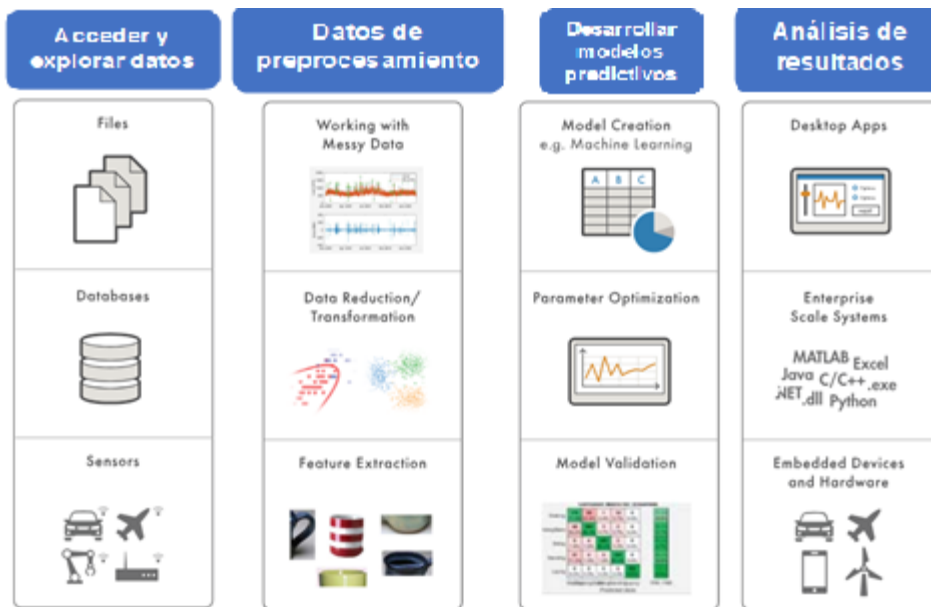 Acceder y
explorar datos
Datos de
preprocesamiento
Desarrollar
modelos
predictivos
Análisis de
resultados
Files
Databases
Sensors
Working with
Messy Data
Data Reduction/
Transformation
Feature Extraction
Model Creation
e.g. Machine Learning
A B C
Parameter Optimization
Model Validation
Desktop Apps
Enterprise
Scale Systems
MATLAB Excel
Java C/C++ .exe
.NET .dll Python
Embedded Devices
and Hardware